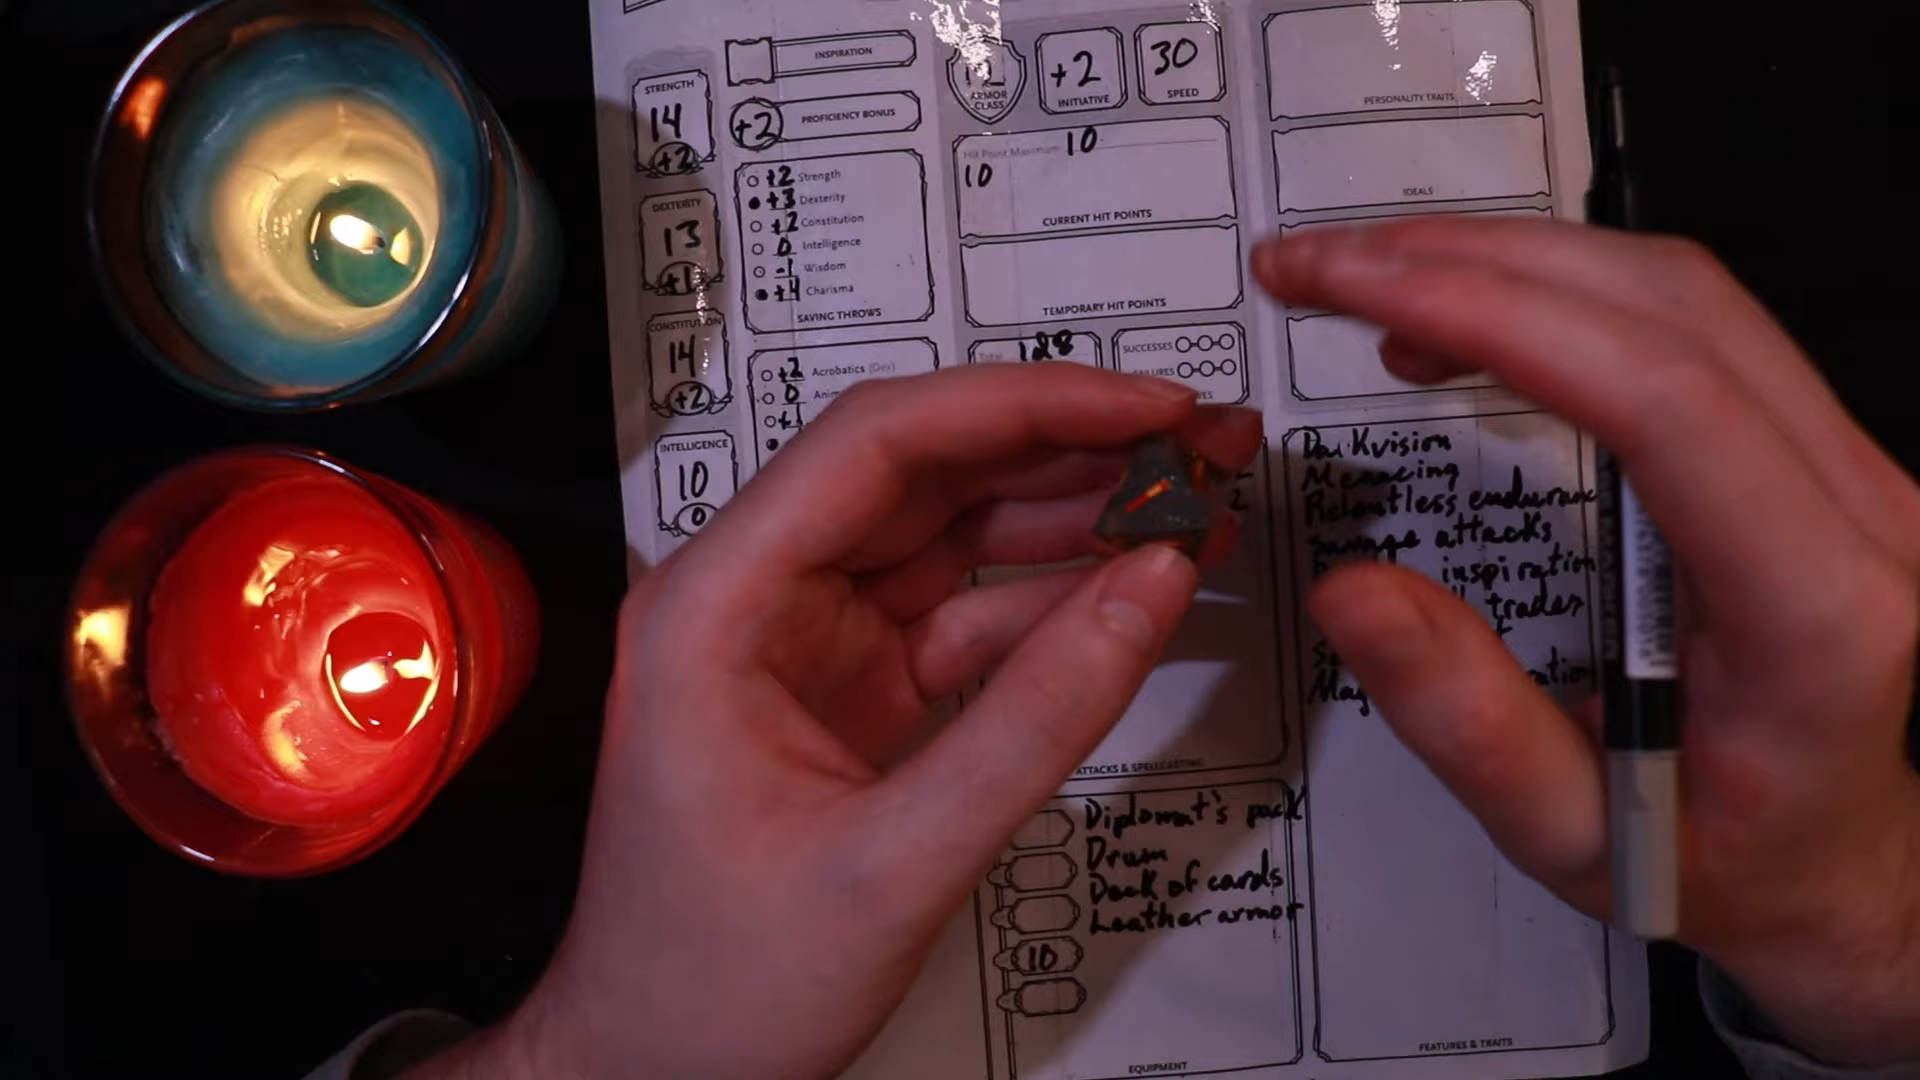 STRENGTH
14
+2
DEXTERITY
13
+1
CONSTITUTION
14
+2
INTELLIGENCE
10
0
INSPIRATION
+2 PROFICIENCY BONUS
+2 Strength
+3 Dexterity
+2 Constitution
0 Intelligence
-1 Wisdom
+4 Charisma
SAVING THROWS
+2 Acrobatics (Dex)
0
+1
12
ARMOR
CLASS
+2
INITIATIVE
30
SPEED
Hit Point Maximum 10
10
CURRENT HIT POINTS
TEMPORARY HIT POINTS
Total 1d8
SUCCESSES
FAILURES
ATTACKS & SPELLCASTING
Diplomat's pack
Drum
Deck of cards
Leather armor
10
EQUIPMENT
PERSONALITY TRAITS
IDEALS
Darkvision
Menacing
Relentless endurance
Savage attacks
inspiration
trades
FEATURES & TRAITS